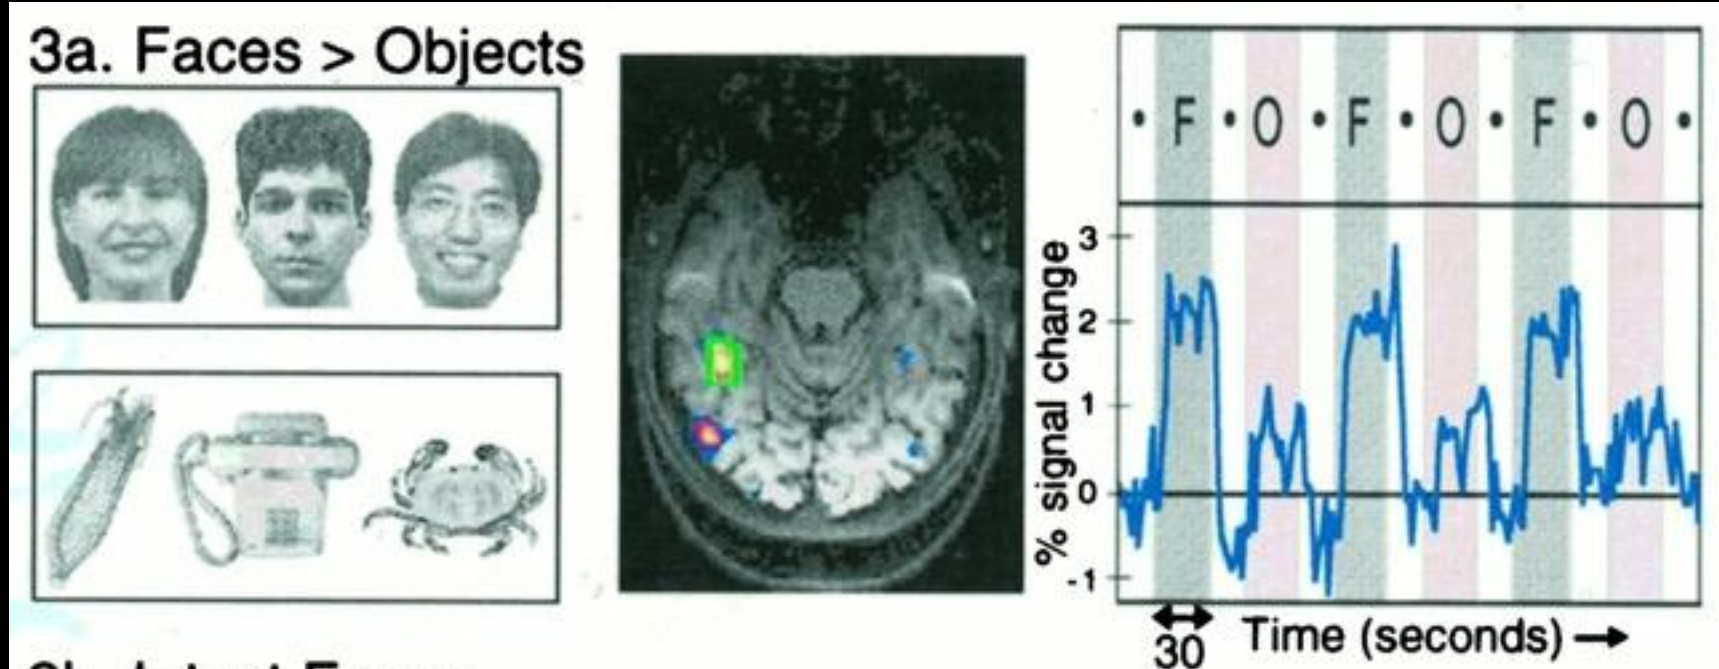 3a. Faces > Objects
• F • O • F • O • F • O •
% signal change
3
2
1
0
-1
30
Time (seconds) →